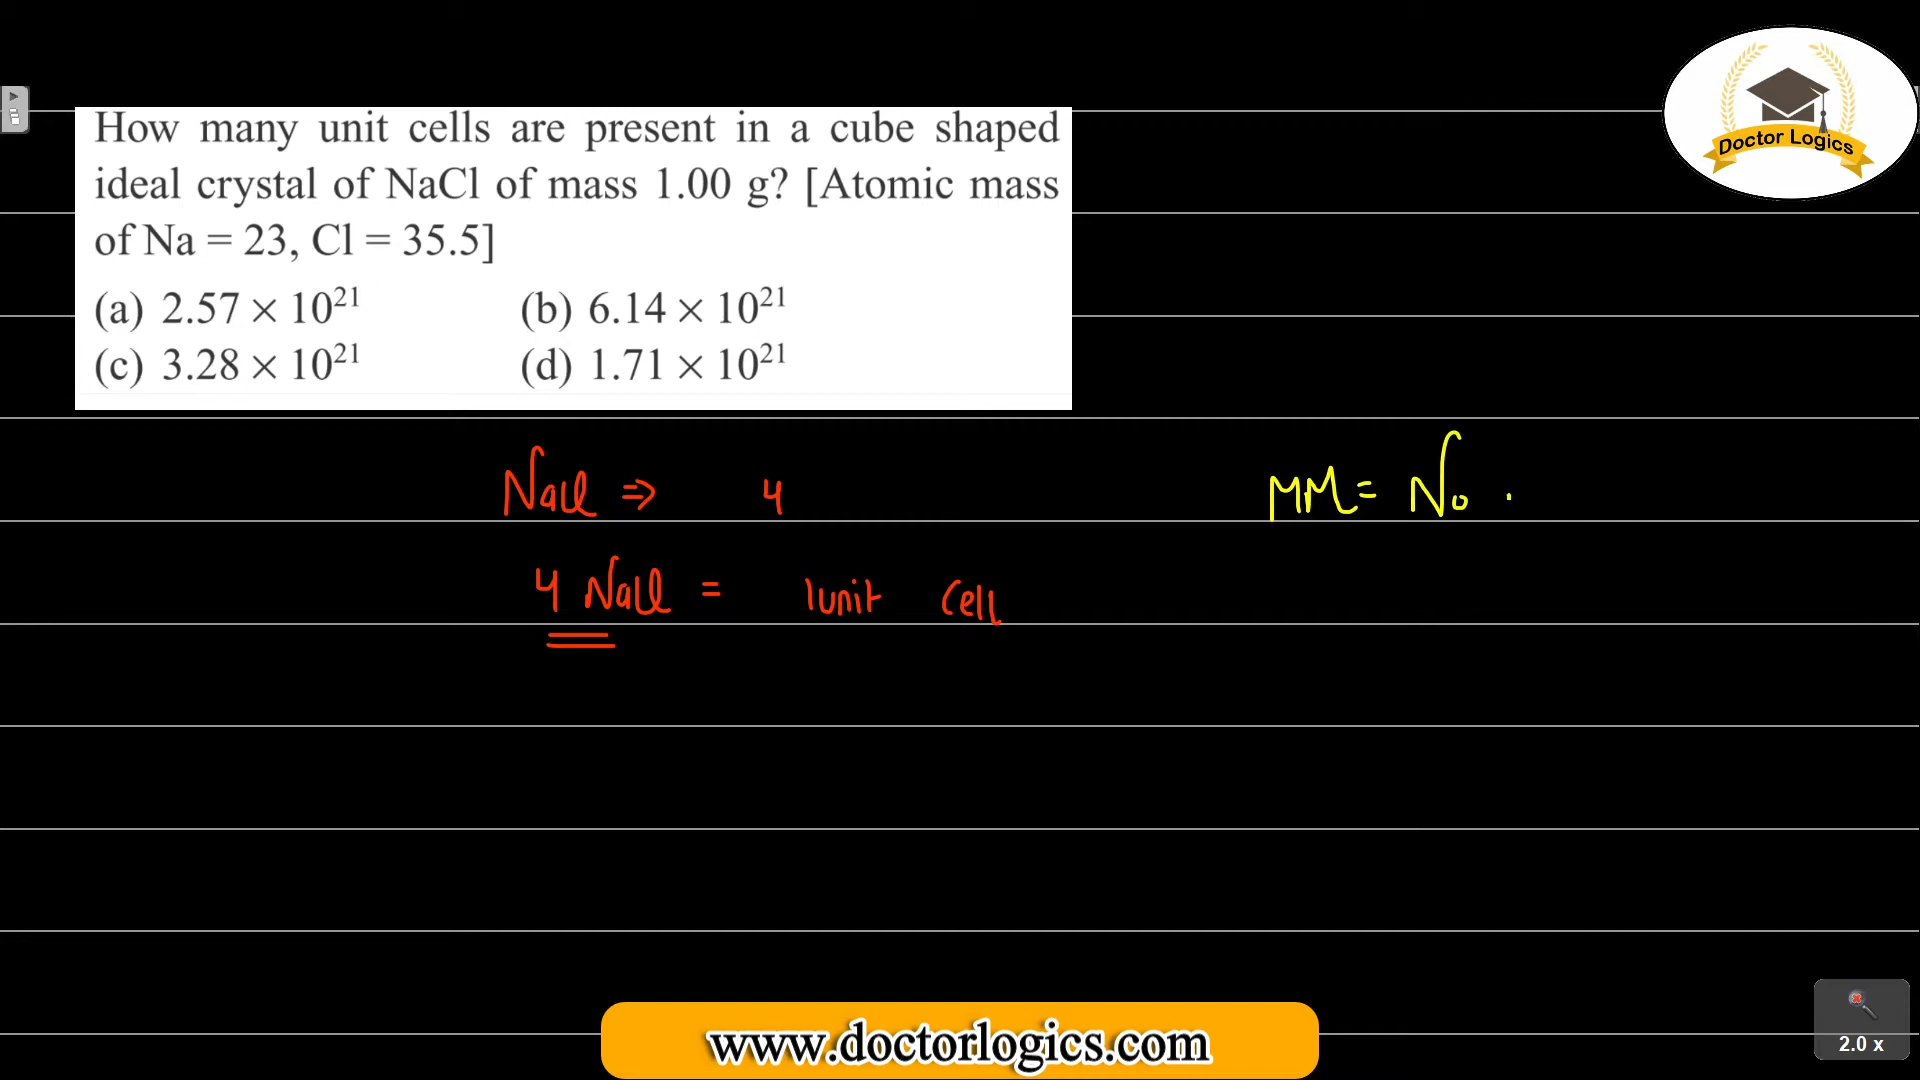 How many unit cells are present in a cube shaped
ideal crystal of NaCl of mass 1.00 g? [Atomic mass
of Na = 23, Cl = 35.5]
(a) 2.57 × 10²¹ (b) 6.14 × 10²¹
(c) 3.28 × 10²¹ (d) 1.71 × 10²¹
Doctor Logics
NaCl ⇒ 4
MM = No .
4 NaCl = 1unit Cell
www.doctorlogics.com
2.0 x